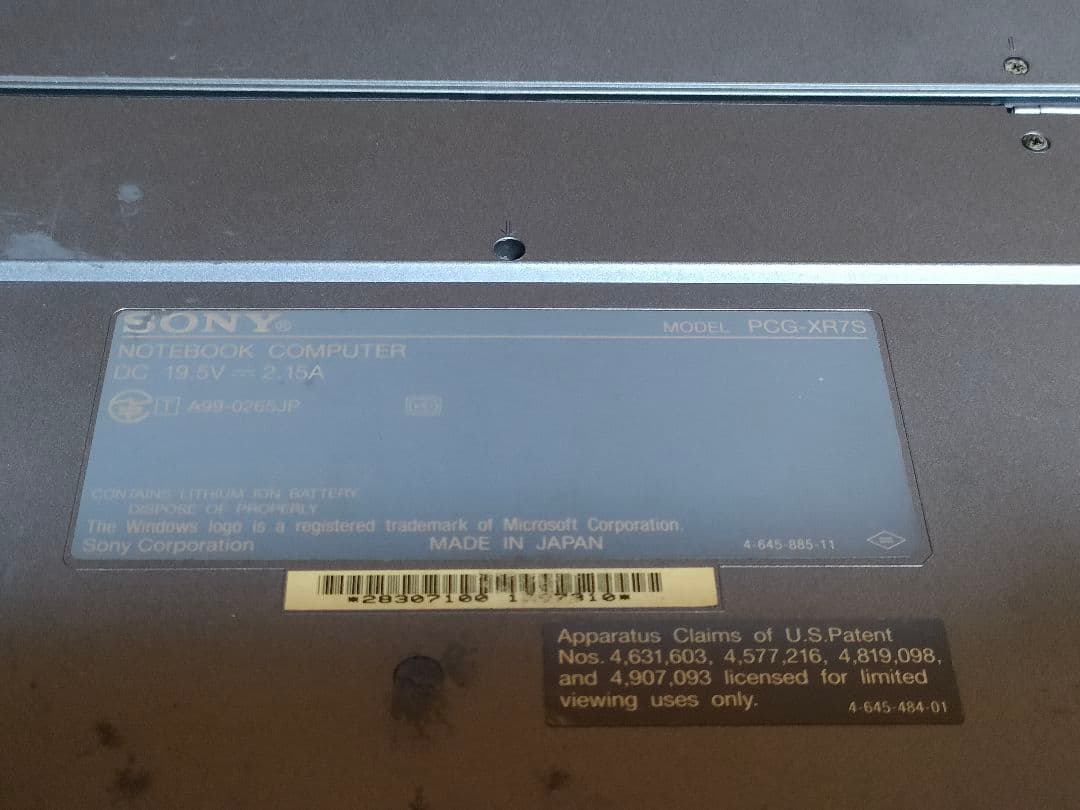 SONY®
MODEL PCG-XR7S
NOTEBOOK COMPUTER
DC 19.5V ⎓ 2.15A
T A99-0265JP
CONTAINS LITHIUM ION BATTERY
DISPOSE OF PROPERLY
The Windows logo is a registered trademark of Microsoft Corporation.
Sony Corporation MADE IN JAPAN 4-645-885-11
*28307100
Apparatus Claims of U.S.Patent
Nos. 4,631,603, 4,577,216, 4,819,098,
and 4,907,093 licensed for limited
viewing uses only.
4-645-484-01